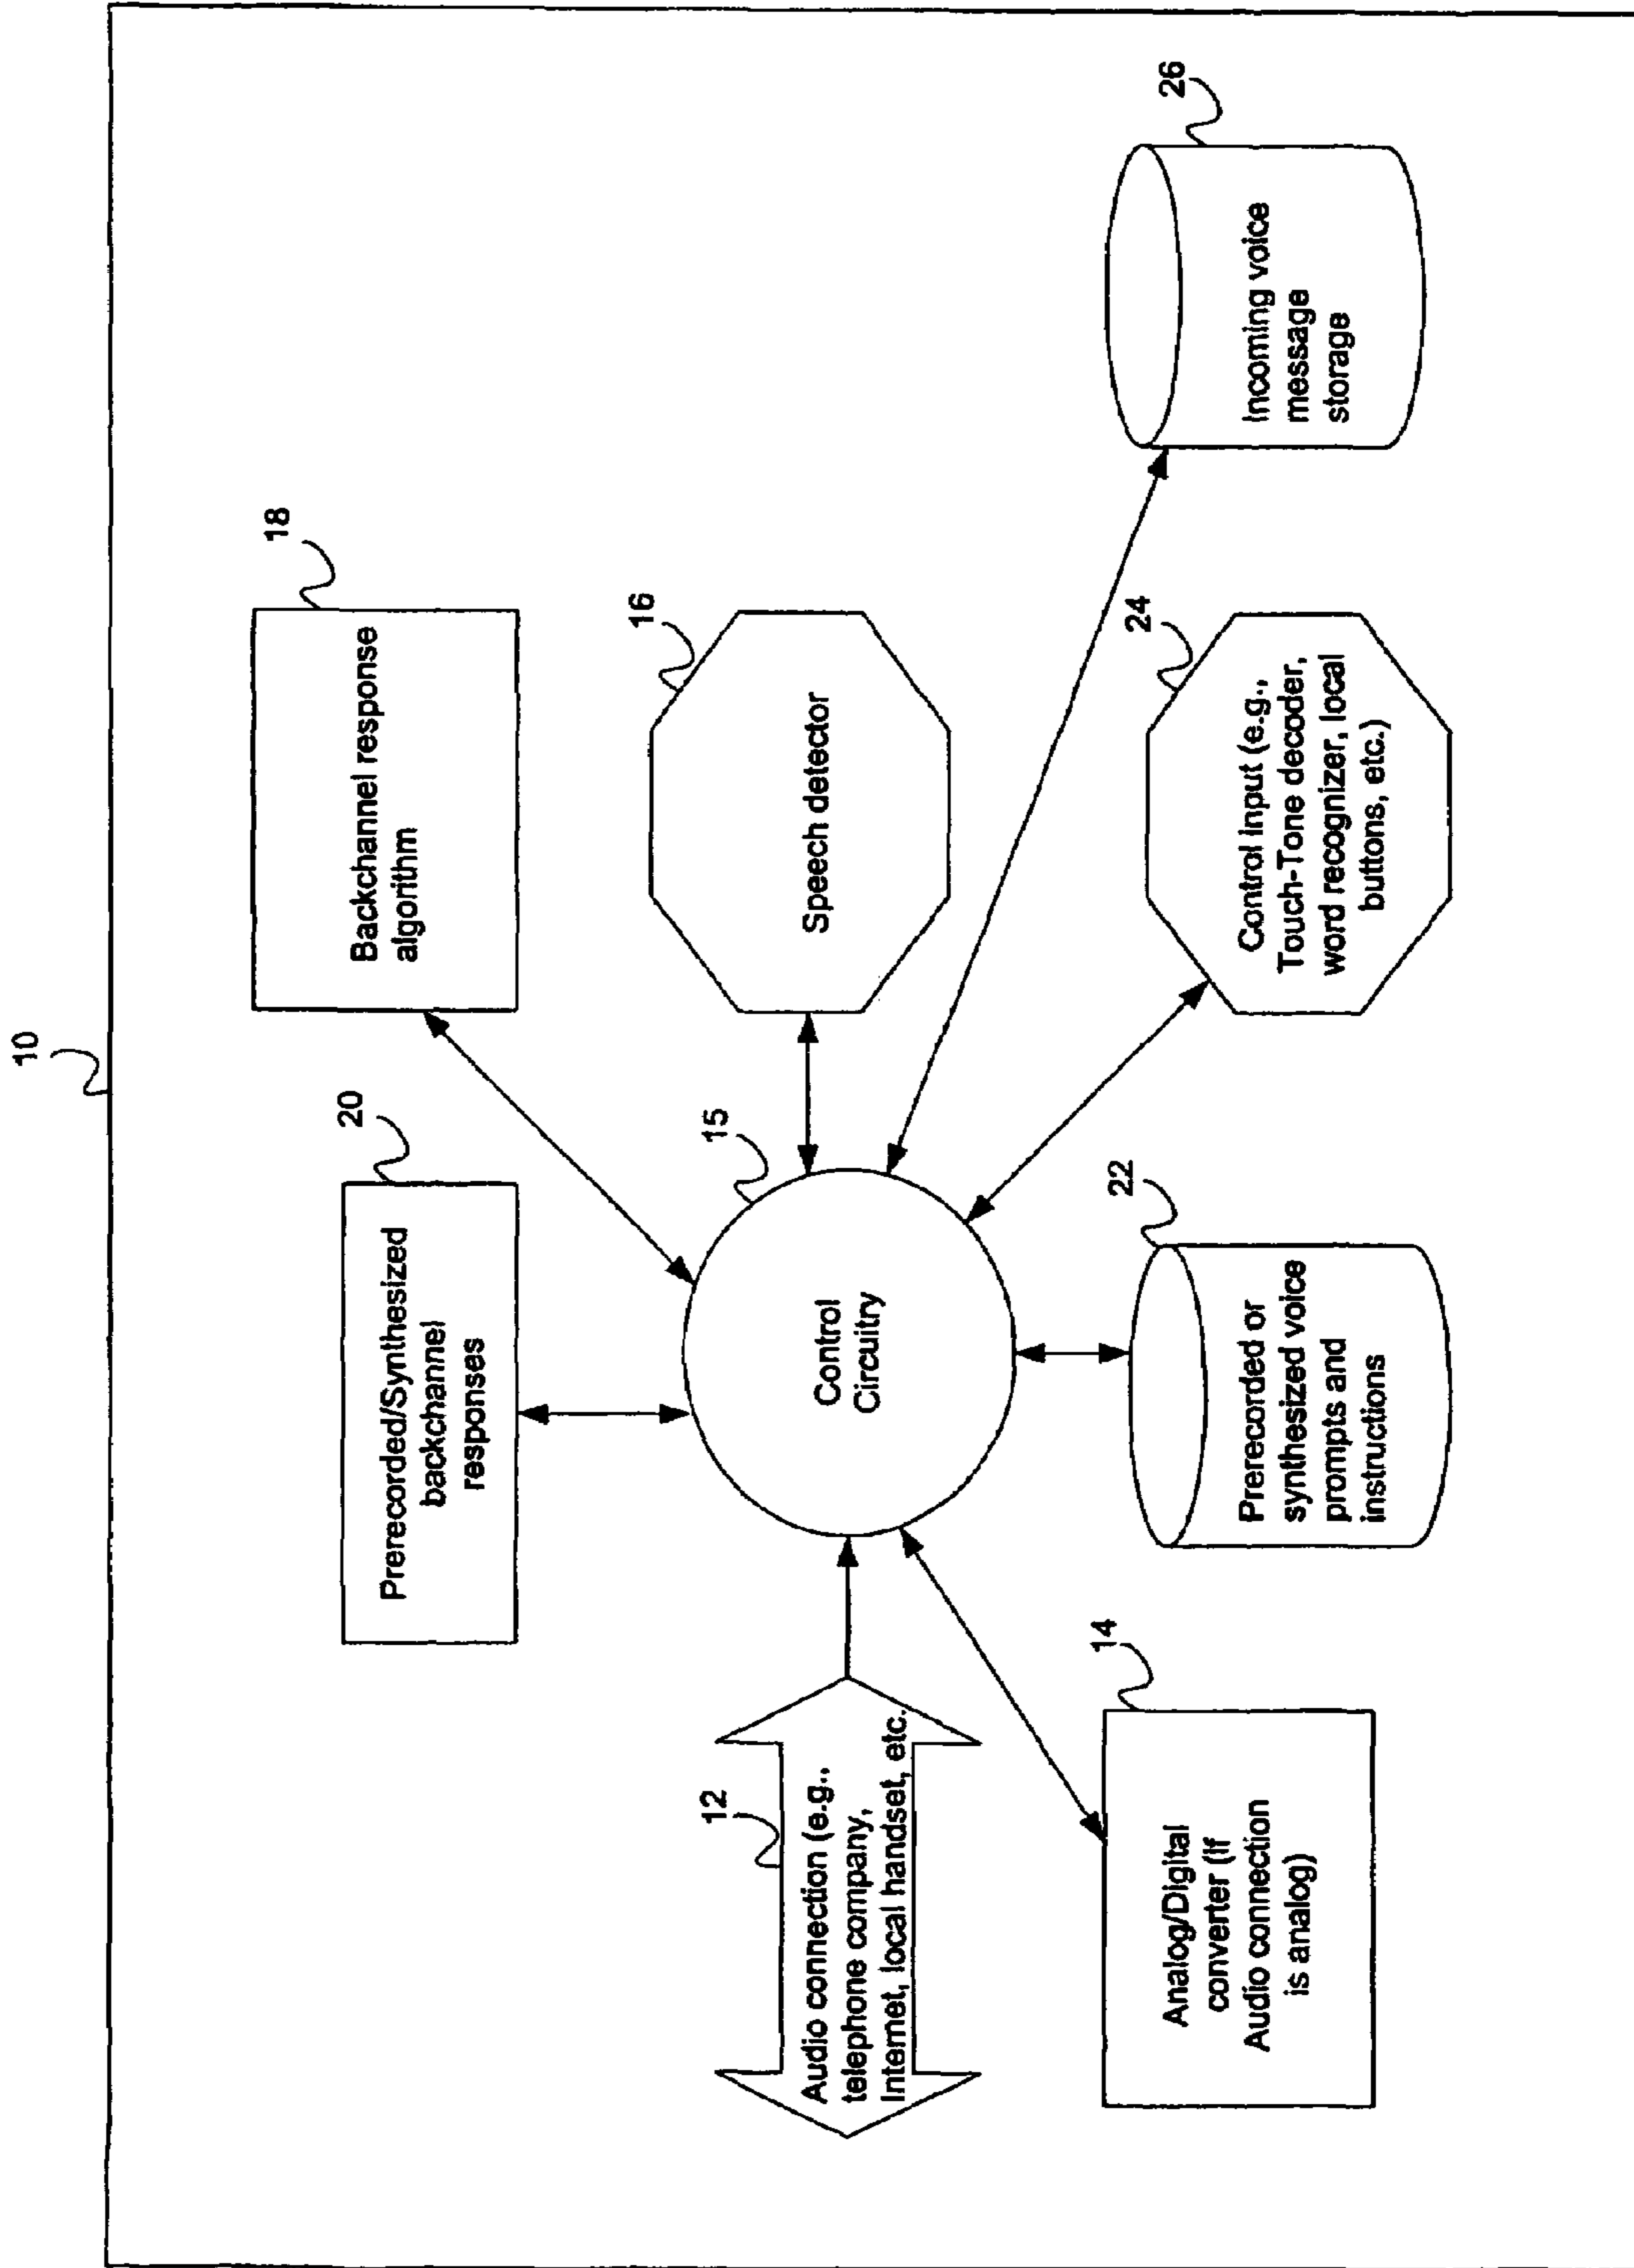 10
20
Prerecorded/Synthesized
backchannel
responses
18
Backchannel response
algorithm
12
Audio connection (e.g.,
telephone company,
Internet, local handset, etc.
15
Control
Circuitry
16
Speech detector
14
Analog/Digital
converter (if
Audio connection
is analog)
22
Prerecorded or
synthesized voice
prompts and
instructions
24
Control input (e.g.,
Touch-Tone decoder,
word recognizer, local
buttons, etc.)
26
Incoming voice
message
storage